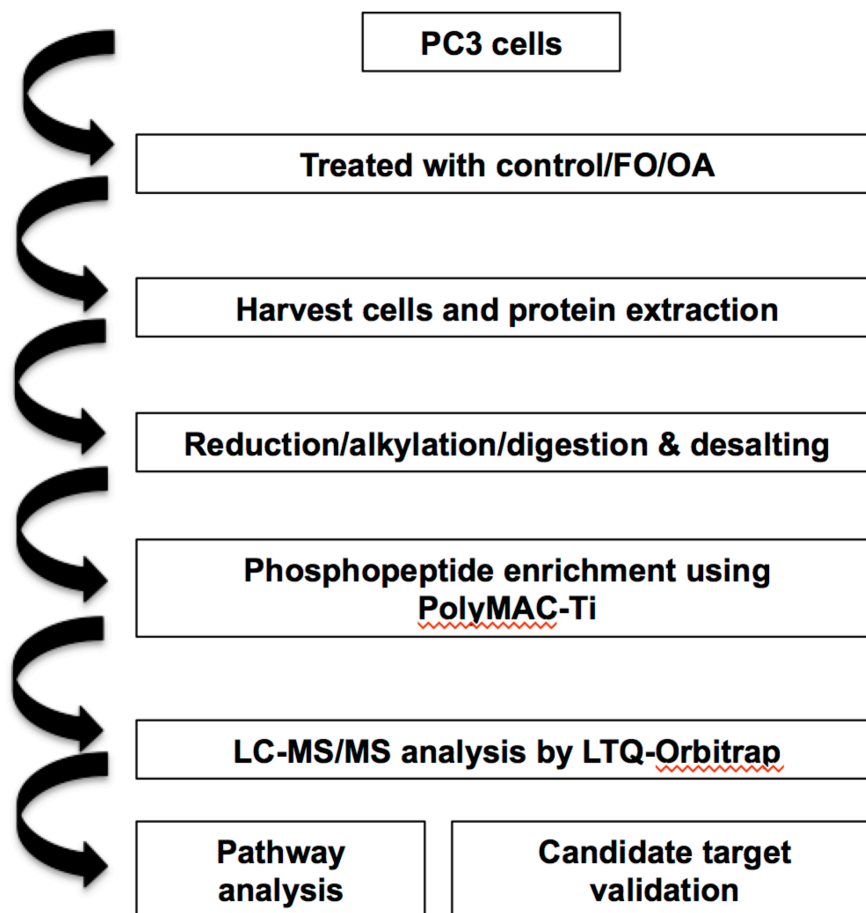 PC3 cells
Treated with control/FO/OA
Harvest cells and protein extraction
Reduction/alkylation/digestion & desalting
Phosphopeptide enrichment using
PolyMAC-Ti
LC-MS/MS analysis by LTQ-Orbitrap
Pathway
analysis
Candidate target
validation